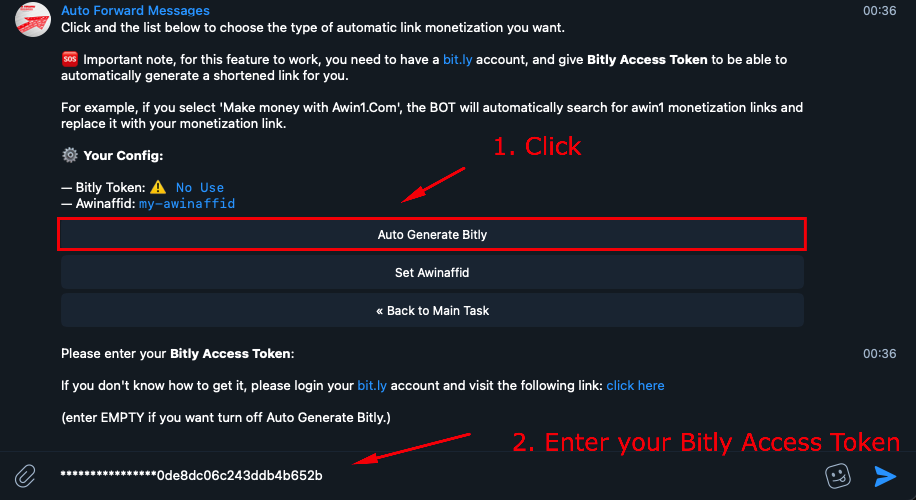 Auto Forward Messages
00:36
Click and the list below to choose the type of automatic link monetization you want.
SOS Important note, for this feature to work, you need to have a bit.ly account, and give Bitly Access Token to be able to
automatically generate a shortened link for you.
For example, if you select 'Make money with Awin1.Com', the BOT will automatically search for awin1 monetization links and
replace it with your monetization link.
1. Click
⚙️ Your Config:
— Bitly Token: ⚠️ No Use
— Awinaffid: my-awinaffid
Auto Generate Bitly
Set Awinaffid
« Back to Main Task
Please enter your Bitly Access Token:
00:36
If you don't know how to get it, please login your bit.ly account and visit the following link: click here
(enter EMPTY if you want turn off Auto Generate Bitly.)
2. Enter your Bitly Access Token
****************0de8dc06c243ddb4b652b